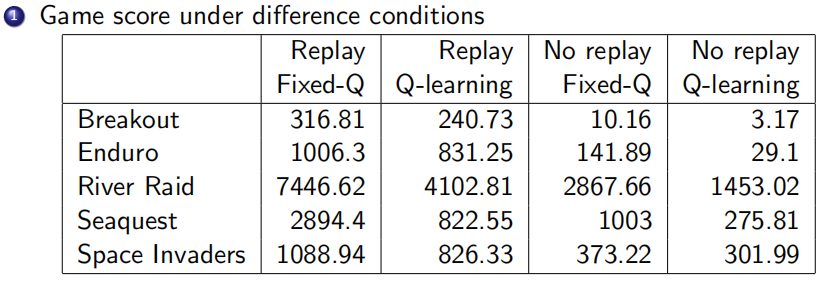 1 Game score under difference conditions
Replay Replay No replay No replay
Fixed-Q Q-learning Fixed-Q Q-learning
Breakout 316.81 240.73 10.16 3.17
Enduro 1006.3 831.25 141.89 29.1
River Raid 7446.62 4102.81 2867.66 1453.02
Seaquest 2894.4 822.55 1003 275.81
Space Invaders 1088.94 826.33 373.22 301.99